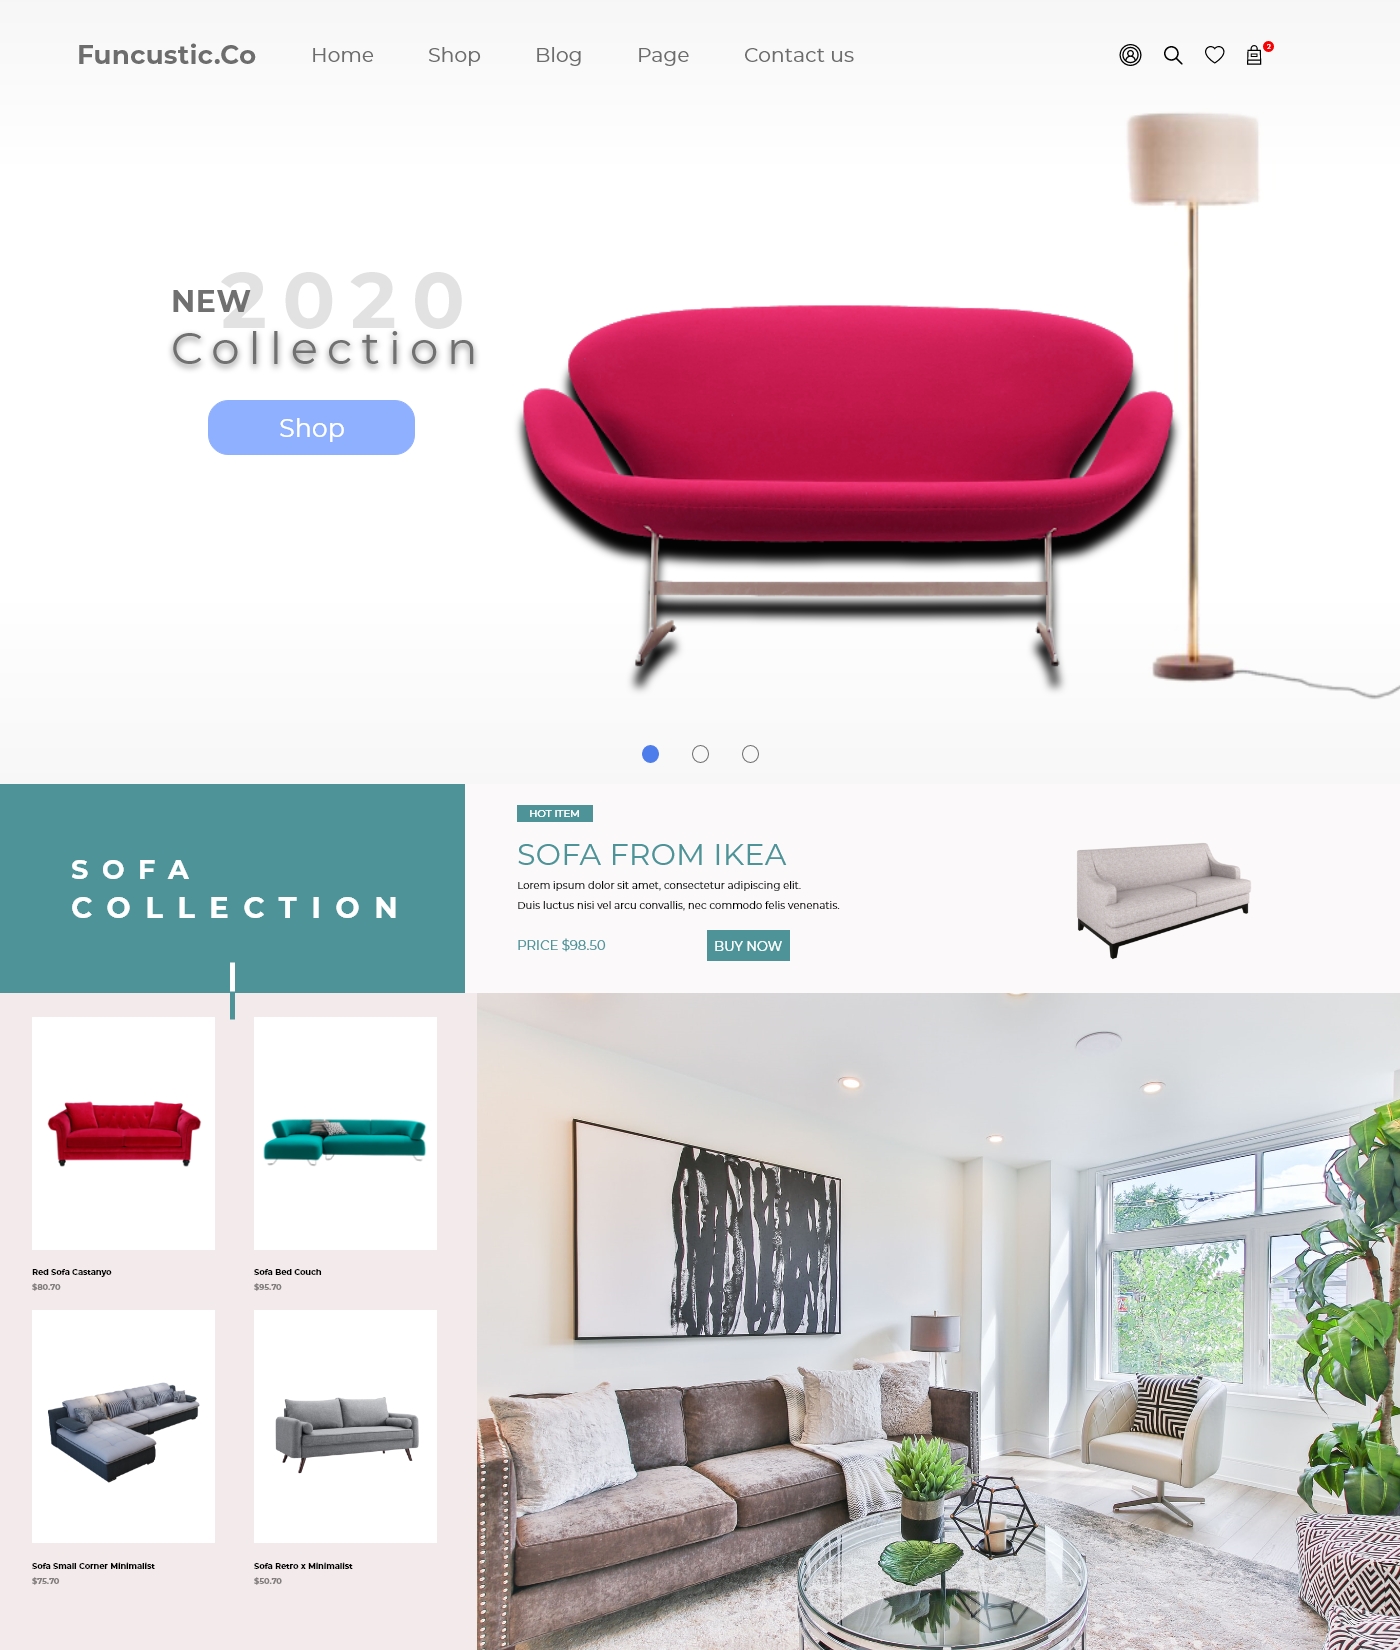 Funcustic.Co Home Shop Blog Page Contact us
2
2020
NEW
Collection
Shop
SOFA
COLLECTION
HOT ITEM
SOFA FROM IKEA
Lorem ipsum dolor sit amet, consectetur adipiscing elit.
Duis luctus nisi vel arcu convallis, nec commodo felis venenatis.
PRICE $98.50 BUY NOW
Red Sofa Castanyo
$80.70
Sofa Bed Couch
$95.70
Sofa Small Corner Minimalist
$75.70
Sofa Retro x Minimalist
$50.70